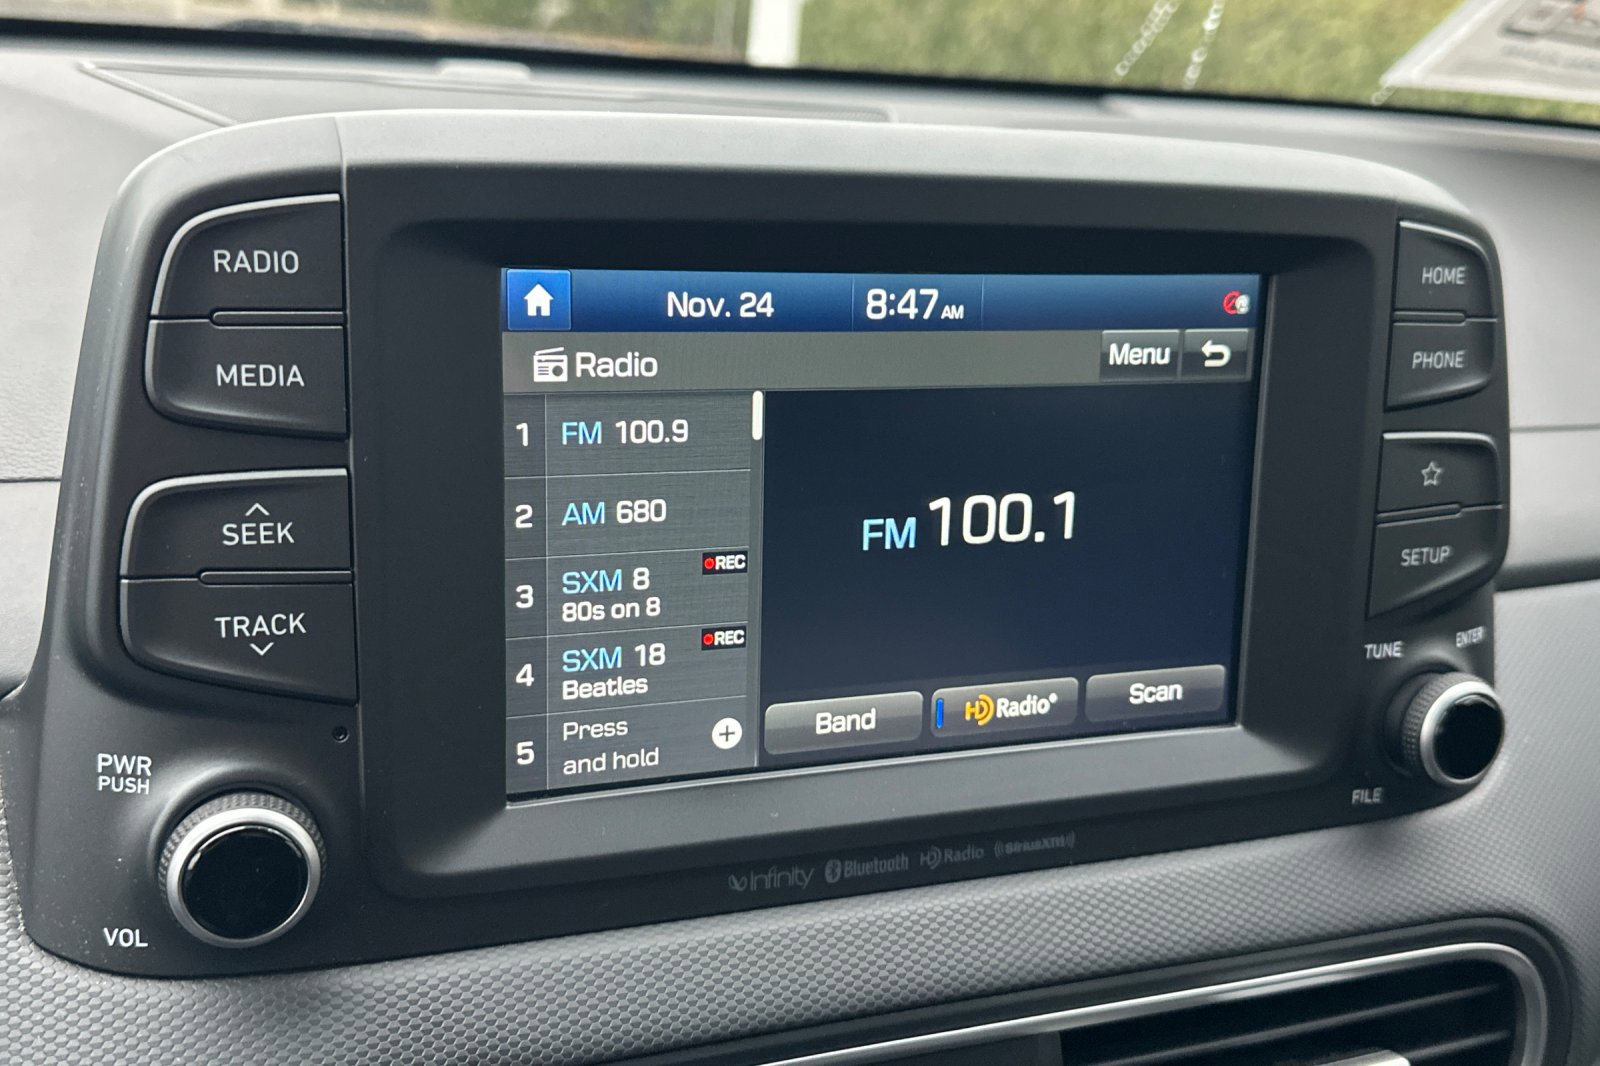 RADIO
MEDIA
SEEK
TRACK
PWR
PUSH
VOL
Nov. 24
8:47 AM
Radio
Menu
1 FM 100.9
2 AM 680
3 SXM 8
80s on 8
REC
4 SXM 18
Beatles
REC
5 Press
and hold
FM 100.1
Band
HD Radio
Scan
HOME
PHONE
SETUP
TUNE
ENTER
FILE
Infinity Bluetooth HD Radio SiriusXM